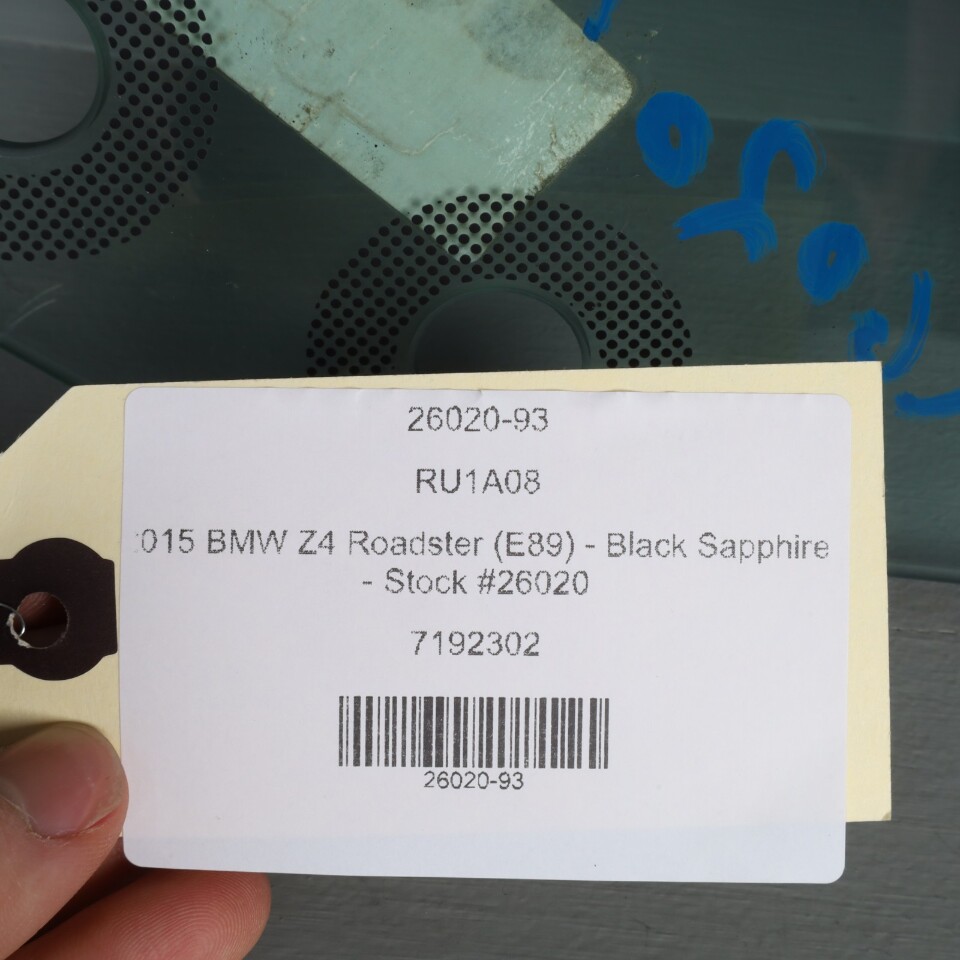 26020-93
RU1A08
015 BMW Z4 Roadster (E89) - Black Sapphire
- Stock #26020
7192302
26020-93